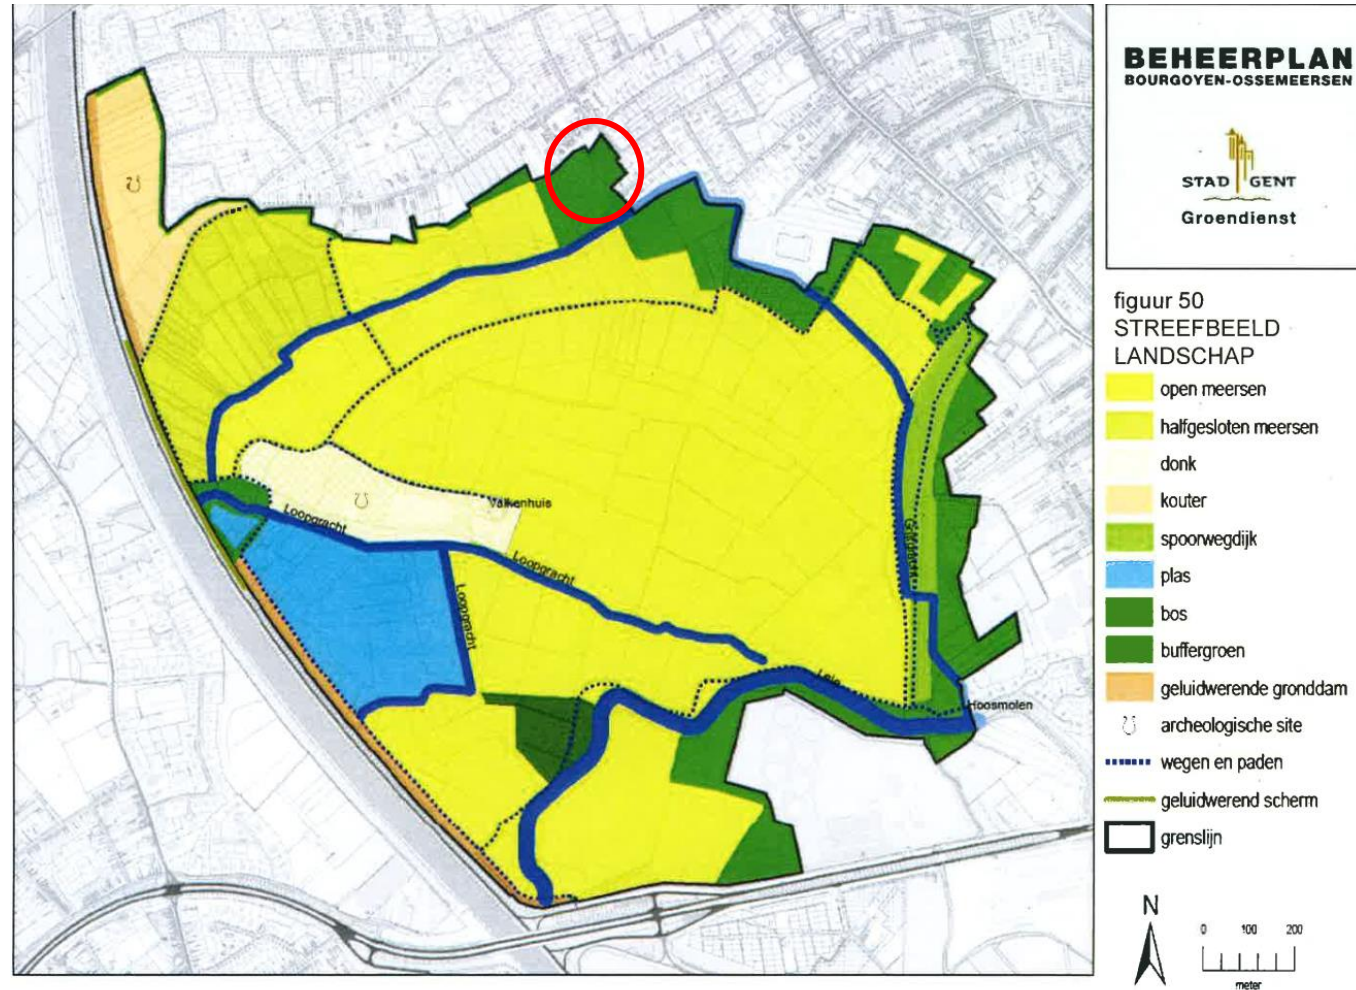 BEHEERPLAN
BOURGOYEN-OSSEMEERSEN
STAD GENT
Groendienst
figuur 50
STREEFBEELD
LANDSCHAP
open meersen
halfgesloten meersen
donk
kouter
spoorwegdijk
plas
bos
buffergroen
geluidwerende gronddam
archeologische site
wegen en paden
geluidwerend scherm
grenslijn
N
0 100 200
meter
Valkenhuis
Loopgracht
Loopgracht
Loopgracht
Leie
Hoosmolen